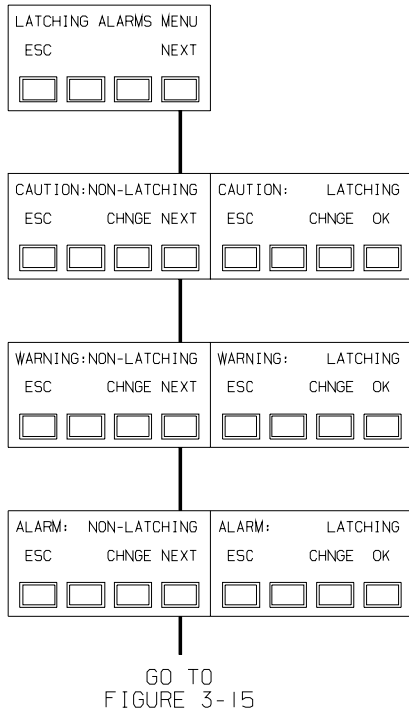 LATCHING ALARMS MENU
ESC NEXT
CAUTION:NON-LATCHING
ESC CHNGE NEXT
CAUTION: LATCHING
ESC CHNGE OK
WARNING:NON-LATCHING
ESC CHNGE NEXT
WARNING: LATCHING
ESC CHNGE OK
ALARM: NON-LATCHING
ESC CHNGE NEXT
ALARM: LATCHING
ESC CHNGE OK
GO TO
FIGURE 3-15